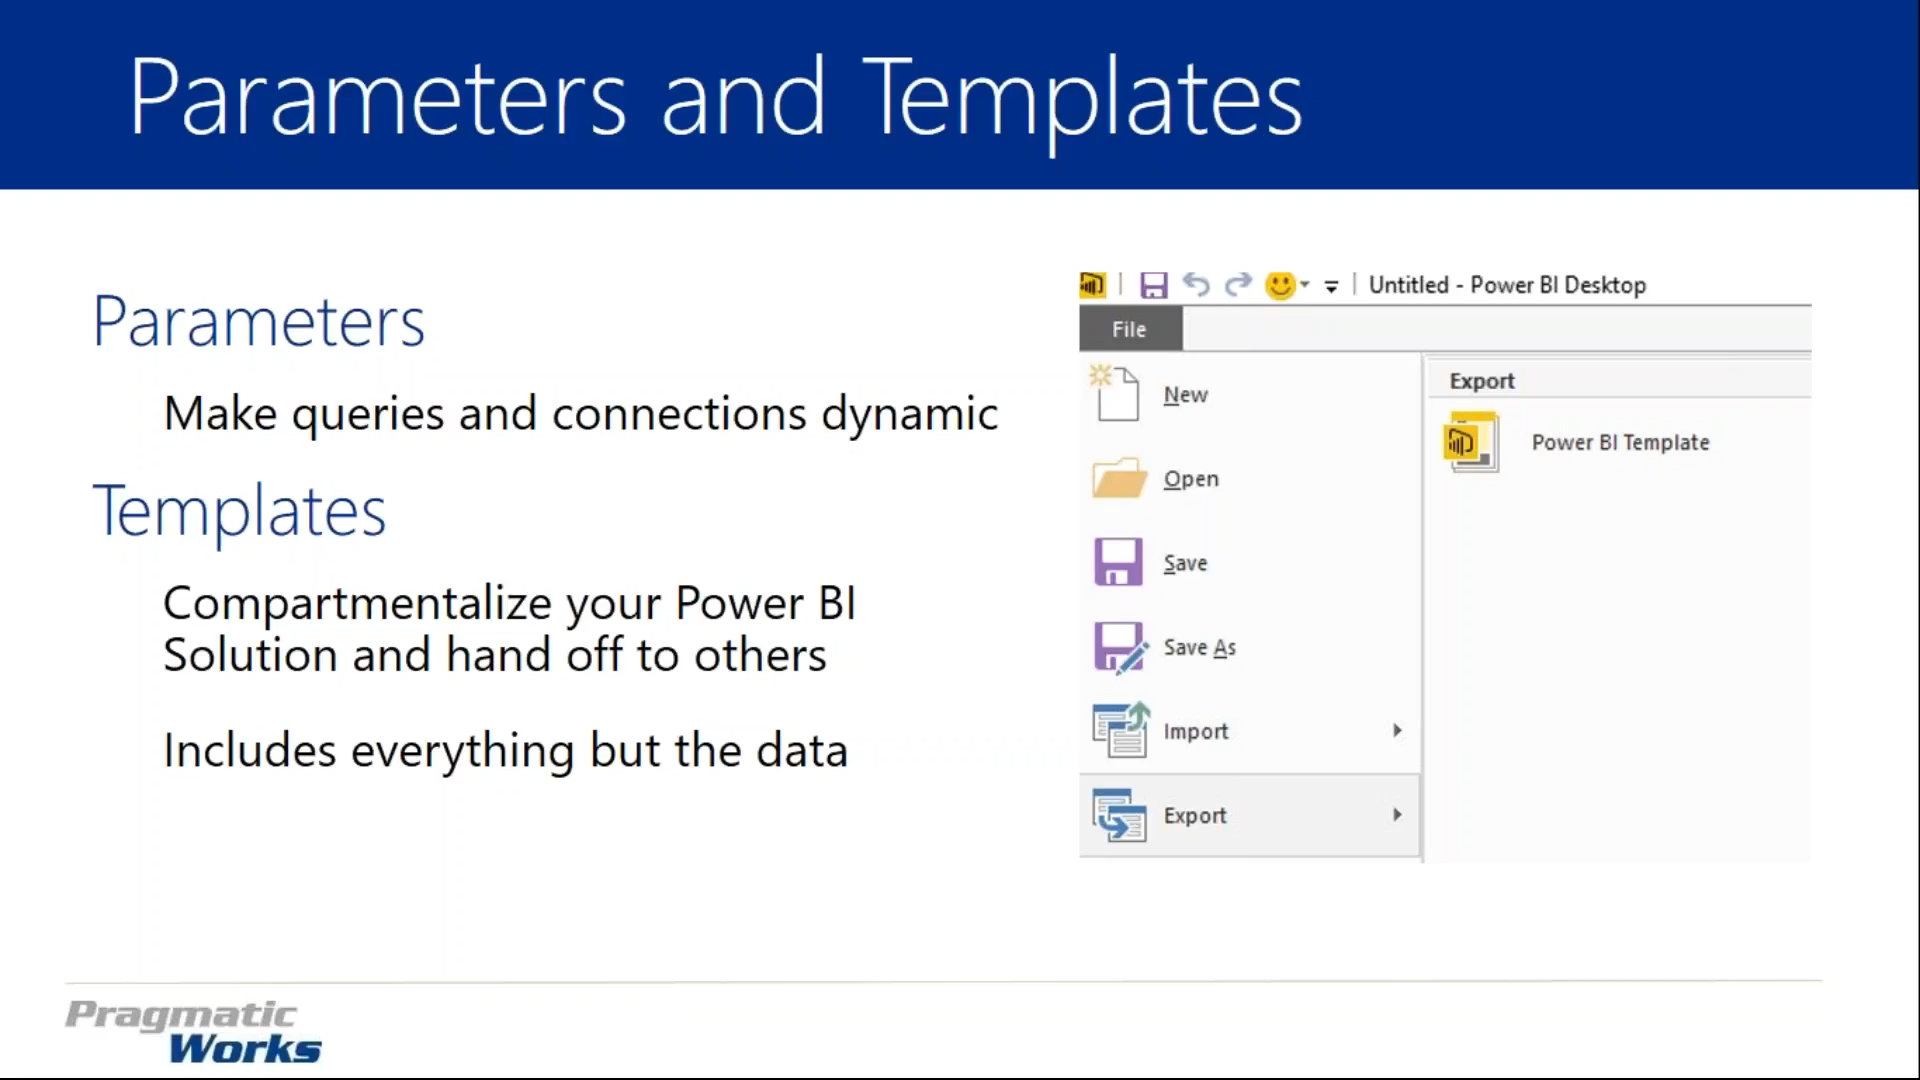 Parameters and Templates
Parameters
Make queries and connections dynamic
Templates
Compartmentalize your Power BI
Solution and hand off to others
Includes everything but the data
Untitled - Power BI Desktop
File
New
Open
Save
Save As
Import
Export
Export
Power BI Template
Pragmatic
Works